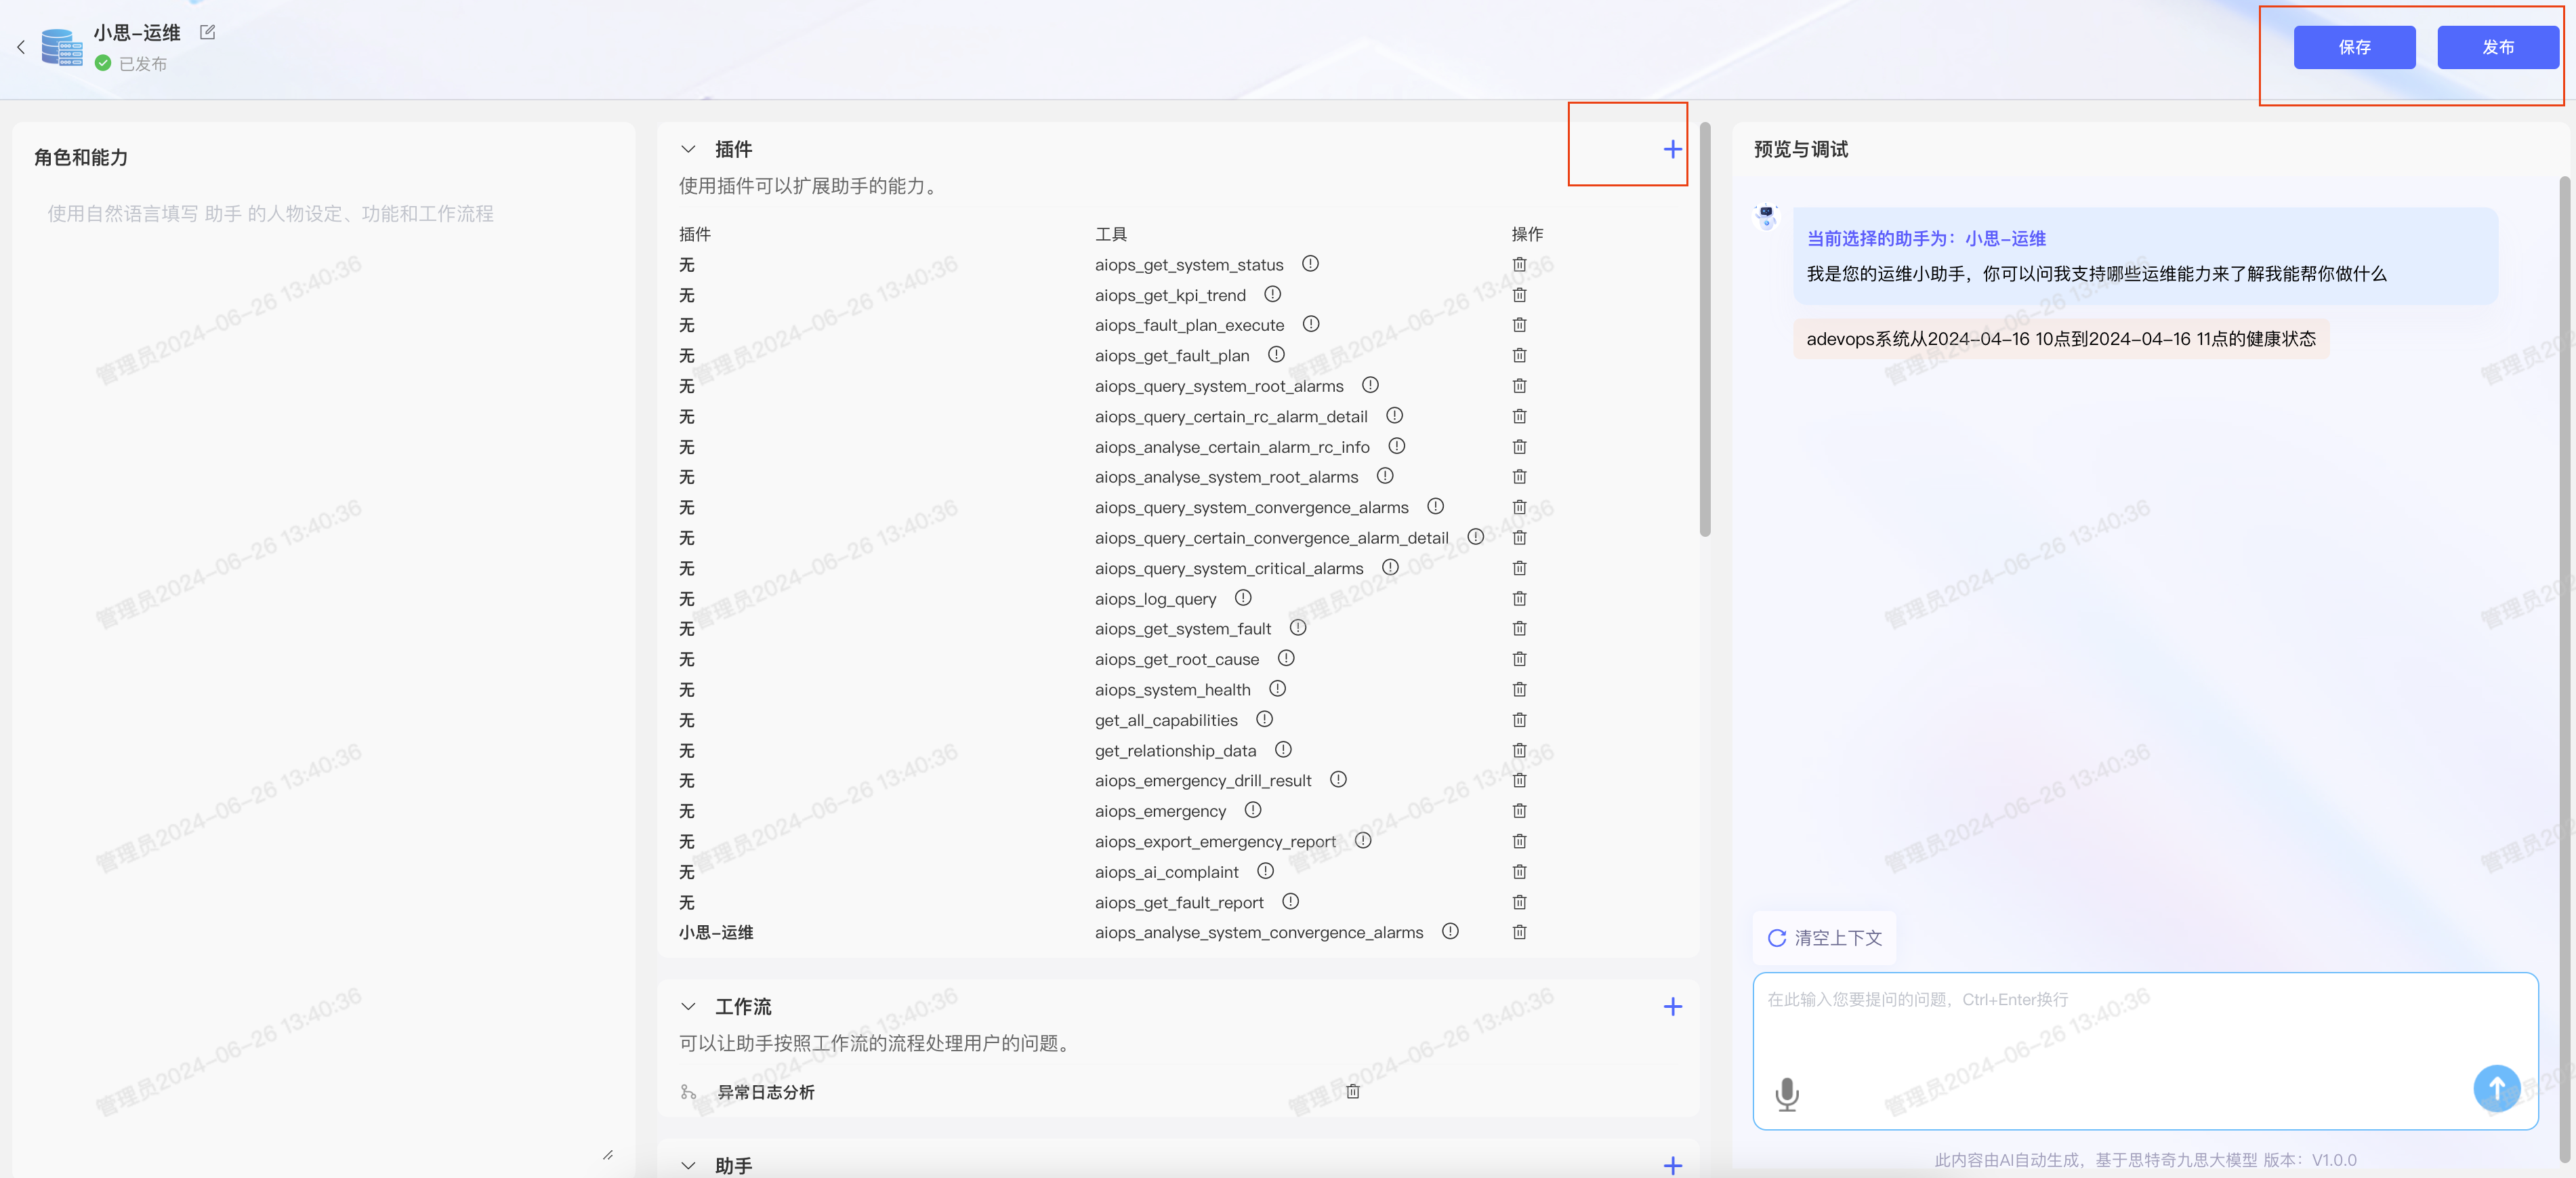 小思-运维
已发布
保存
发布
角色和能力
使用自然语言填写 助手 的人物设定、功能和工作流程
插件
使用插件可以扩展助手的能力。
插件 工具 操作
无 aiops_get_system_status
无 aiops_get_kpi_trend
无 aiops_fault_plan_execute
无 aiops_get_fault_plan
无 aiops_query_system_root_alarms
无 aiops_query_certain_rc_alarm_detail
无 aiops_analyse_certain_alarm_rc_info
无 aiops_analyse_system_root_alarms
无 aiops_query_system_convergence_alarms
无 aiops_query_certain_convergence_alarm_detail
无 aiops_query_system_critical_alarms
无 aiops_log_query
无 aiops_get_system_fault
无 aiops_get_root_cause
无 aiops_system_health
无 get_all_capabilities
无 get_relationship_data
无 aiops_emergency_drill_result
无 aiops_emergency
无 aiops_export_emergency_report
无 aiops_ai_complaint
无 aiops_get_fault_report
小思-运维 aiops_analyse_system_convergence_alarms
工作流
可以让助手按照工作流的流程处理用户的问题。
异常日志分析
助手
预览与调试
当前选择的助手为：小思-运维
我是您的运维小助手，你可以问我支持哪些运维能力来了解我能帮你做什么
adevops系统从2024-04-16 10点到2024-04-16 11点的健康状态
清空上下文
在此输入您要提问的问题，Ctrl+Enter换行
此内容由AI自动生成，基于思特奇九思大模型 版本：V1.0.0
管理员2024-06-26 13:40:36